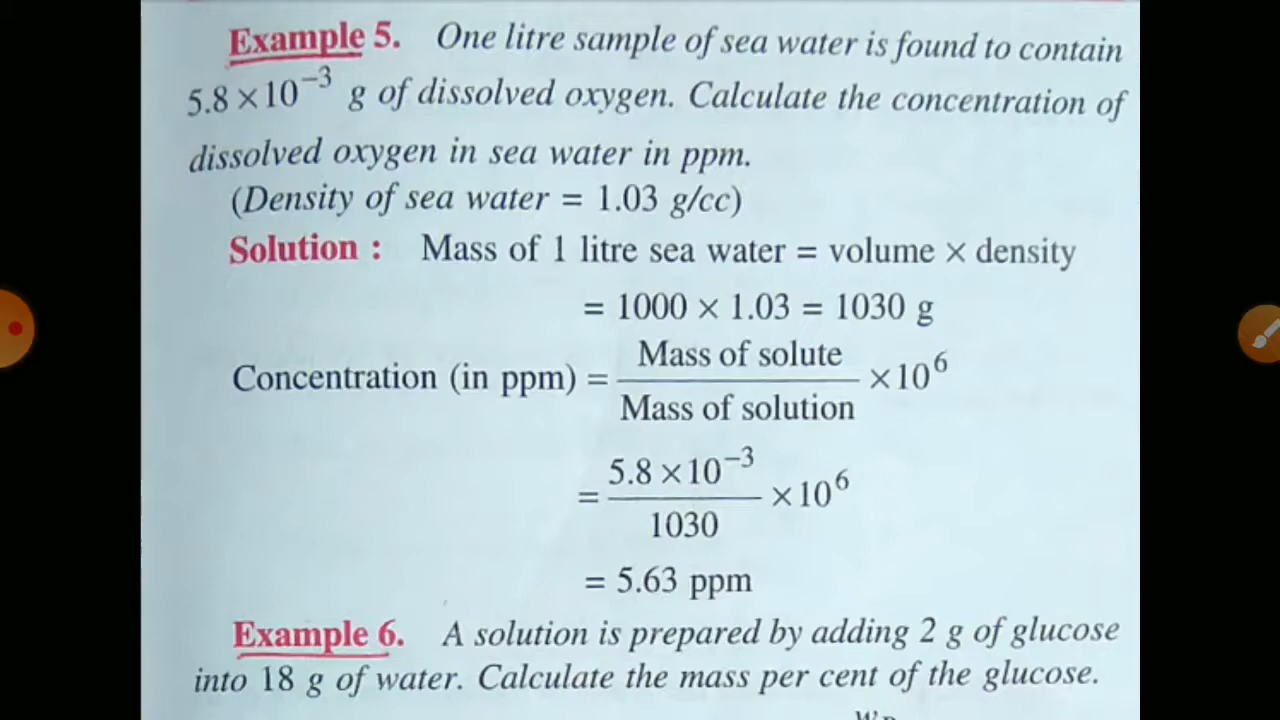 Example 5. One litre sample of sea water is found to contain
5.8 × 10⁻³ g of dissolved oxygen. Calculate the concentration of
dissolved oxygen in sea water in ppm.
(Density of sea water = 1.03 g/cc)
Solution : Mass of 1 litre sea water = volume × density
= 1000 × 1.03 = 1030 g
Concentration (in ppm) = Mass of solute / Mass of solution × 10⁶
= 5.8 × 10⁻³ / 1030 × 10⁶
= 5.63 ppm
Example 6. A solution is prepared by adding 2 g of glucose
into 18 g of water. Calculate the mass per cent of the glucose.